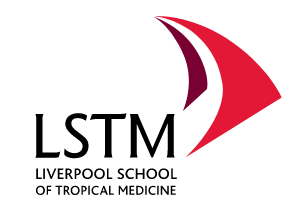 LSTM
LIVERPOOL SCHOOL
OF TROPICAL MEDICINE